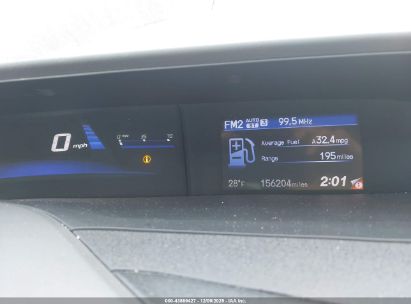 FM2 AUTO 99.5 MHz
0 mph
Average Fuel 32.4 mpg
Range 195 miles
28°F 156204 miles 2:01